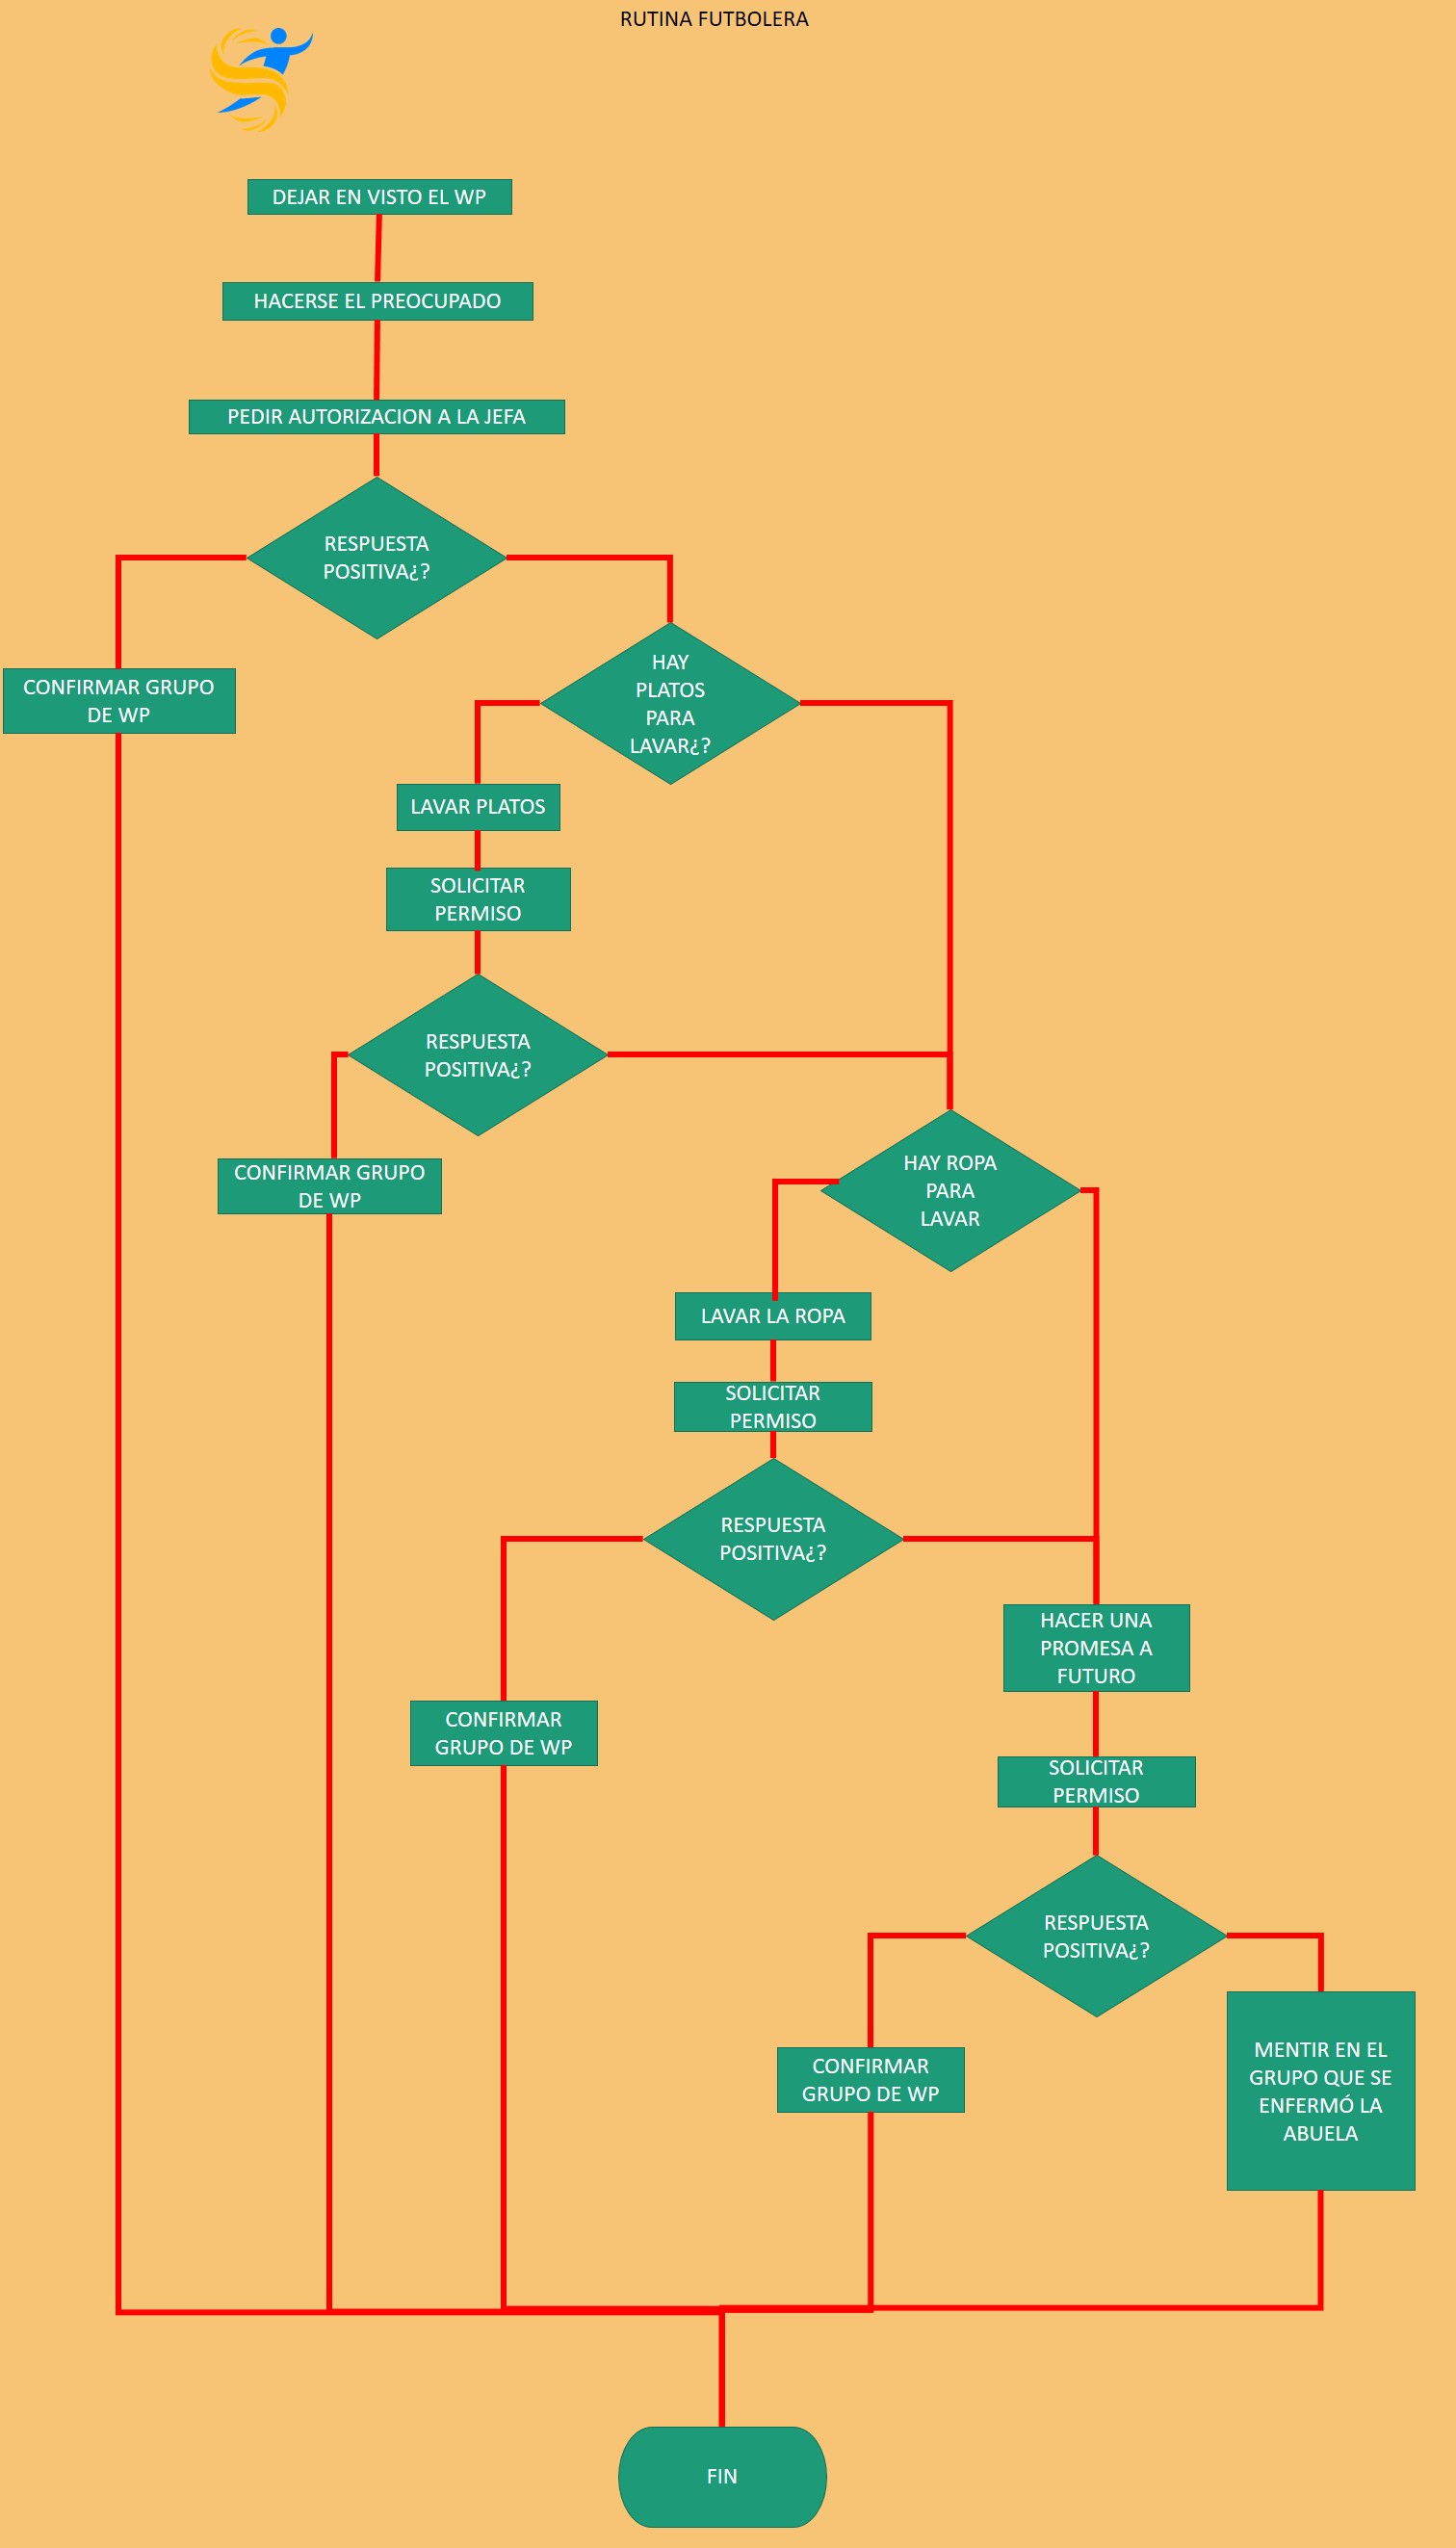 RUTINA FUTBOLERA
DEJAR EN VISTO EL WP
HACERSE EL PREOCUPADO
PEDIR AUTORIZACION A LA JEFA
RESPUESTA
POSITIVA¿?
CONFIRMAR GRUPO
DE WP
HAY
PLATOS
PARA
LAVAR¿?
LAVAR PLATOS
SOLICITAR
PERMISO
RESPUESTA
POSITIVA¿?
CONFIRMAR GRUPO
DE WP
HAY ROPA
PARA
LAVAR
LAVAR LA ROPA
SOLICITAR
PERMISO
RESPUESTA
POSITIVA¿?
CONFIRMAR
GRUPO DE WP
HACER UNA
PROMESA A
FUTURO
SOLICITAR
PERMISO
RESPUESTA
POSITIVA¿?
CONFIRMAR
GRUPO DE WP
MENTIR EN EL
GRUPO QUE SE
ENFERMÓ LA
ABUELA
FIN